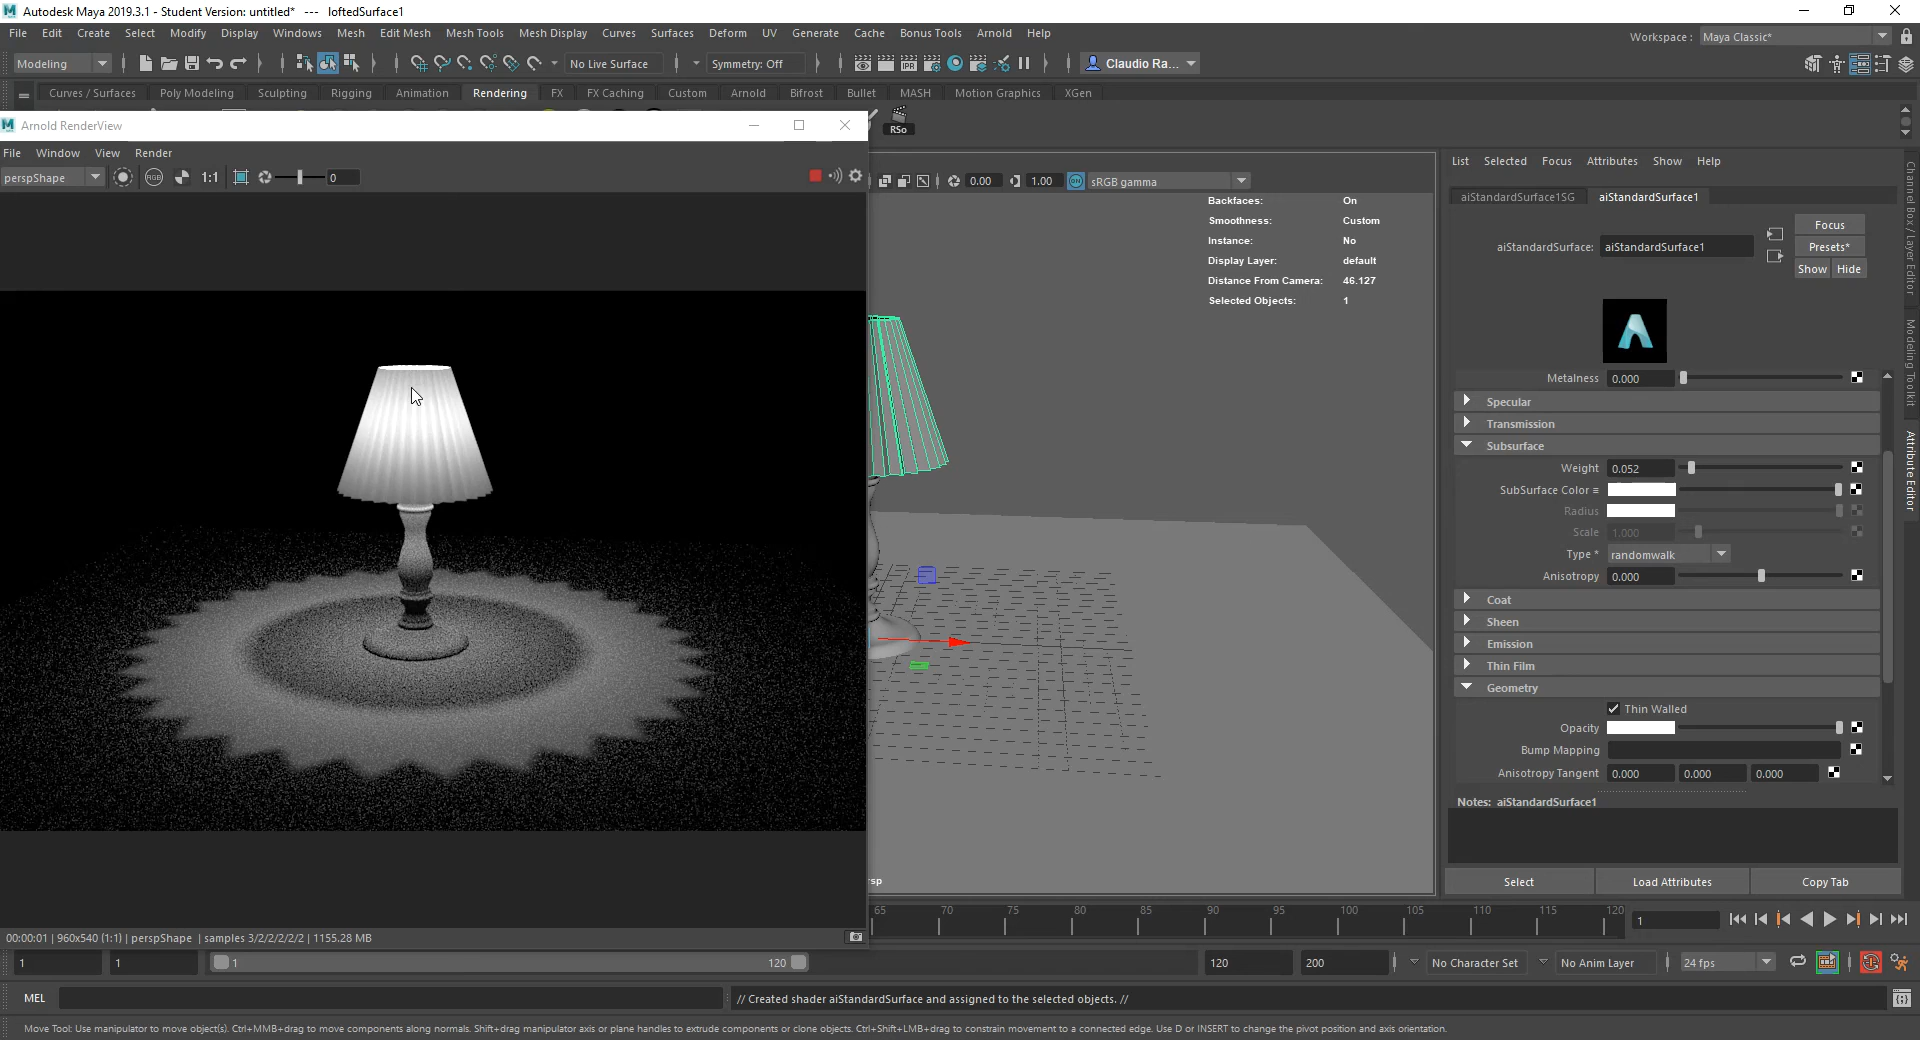 Autodesk Maya 2019.3.1 - Student Version: untitled* --- loftedSurface1
File Edit Create Select Modify Display Windows Mesh Edit Mesh Mesh Tools Mesh Display Curves Surfaces Deform UV Generate Cache Bonus Tools Arnold Help
Workspace : Maya Classic*
Modeling No Live Surface Symmetry: Off IPR Claudio Ra...
Curves / Surfaces Poly Modeling Sculpting Rigging Animation Rendering FX FX Caching Custom Arnold Bifrost Bullet MASH Motion Graphics XGen
Arnold RenderView
RSo
File Window View Render
perspShape RGB 1:1 0
0.00 1.00 ON sRGB gamma
Backfaces: On
Smoothness: Custom
Instance: No
Display Layer: default
Distance From Camera: 46.127
Selected Objects: 1
List Selected Focus Attributes Show Help
aiStandardSurface1SG aiStandardSurface1
Focus
aiStandardSurface: aiStandardSurface1 Presets*
Show Hide
Metalness 0.000
Specular
Transmission
Subsurface
Weight 0.052
SubSurface Color
Radius
Scale 1.000
Type * randomwalk
Anisotropy 0.000
Coat
Sheen
Emission
Thin Film
Geometry
Thin Walled
Opacity
Bump Mapping
Anisotropy Tangent 0.000 0.000 0.000
Notes: aiStandardSurface1
Select Load Attributes Copy Tab
Channel Box / Layer Editor
Modeling Toolkit
Attribute Editor
sp
00:00:01 | 960x540 (1:1) | perspShape | samples 3/2/2/2/2/2 | 1155.28 MB
65 70 75 80 85 90 95 100 105 110 115 120 1
1 1 1 120 120 200 No Character Set No Anim Layer 24 fps
MEL // Created shader aiStandardSurface and assigned to the selected objects. //
Move Tool: Use manipulator to move object(s). Ctrl+MMB+drag to move components along normals. Shift+drag manipulator axis or plane handles to extrude components or clone objects. Ctrl+Shift+LMB+drag to constrain movement to a connected edge. Use D or INSERT to change the pivot position and axis orientation.